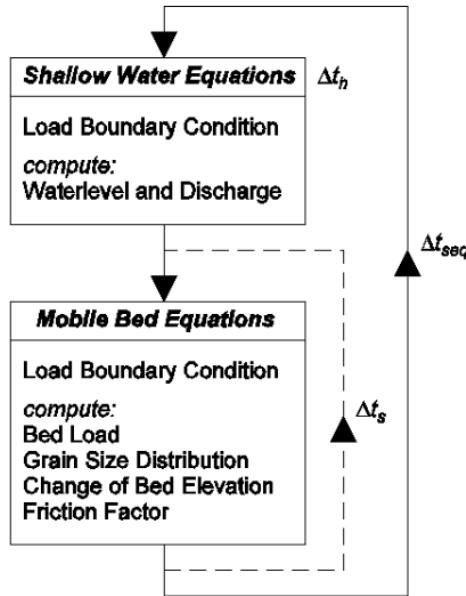 Shallow Water Equations
Δt_h
Load Boundary Condition
compute:
Waterlevel and Discharge
Δt_seq
Mobile Bed Equations
Load Boundary Condition
compute:
Bed Load
Δt_s
Grain Size Distribution
Change of Bed Elevation
Friction Factor